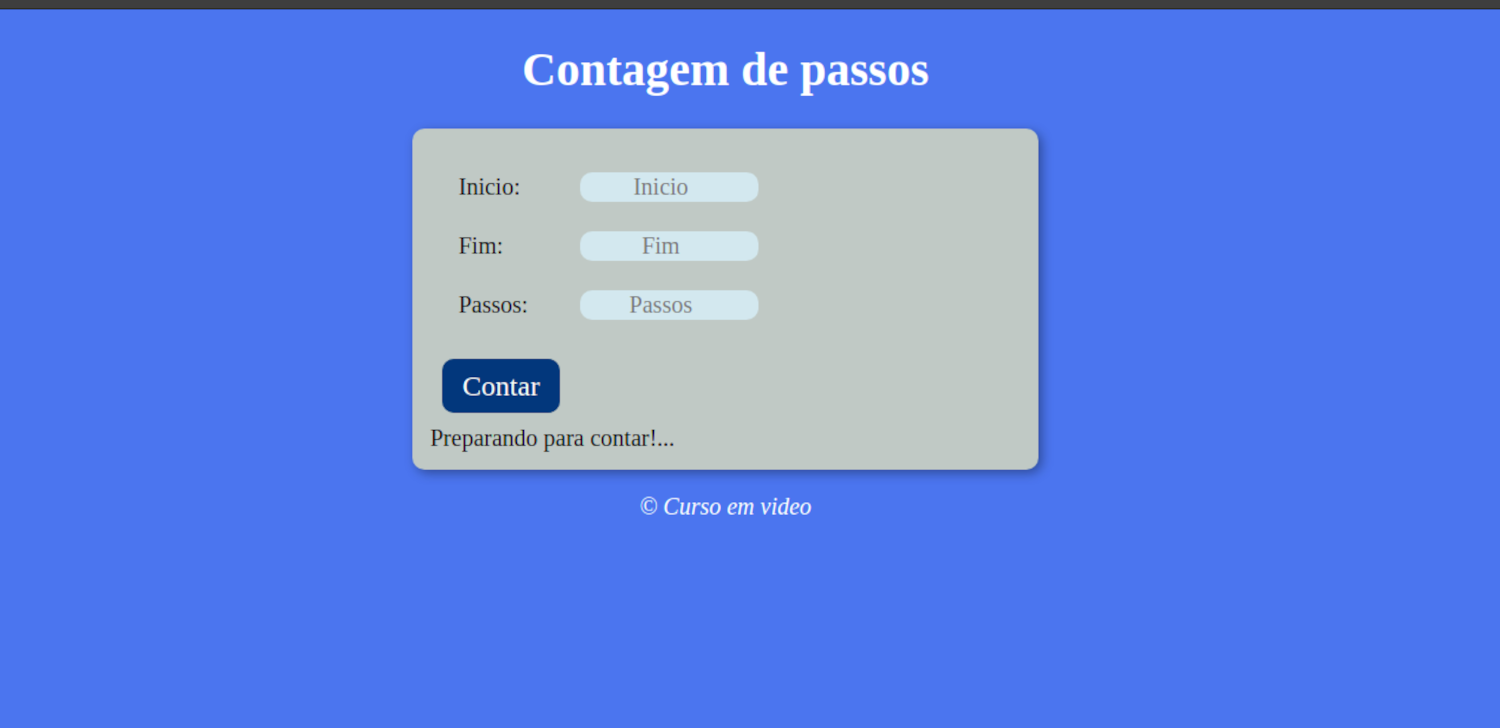 Contagem de passos
Inicio: Inicio
Fim: Fim
Passos: Passos
Contar
Preparando para contar!...
© Curso em video